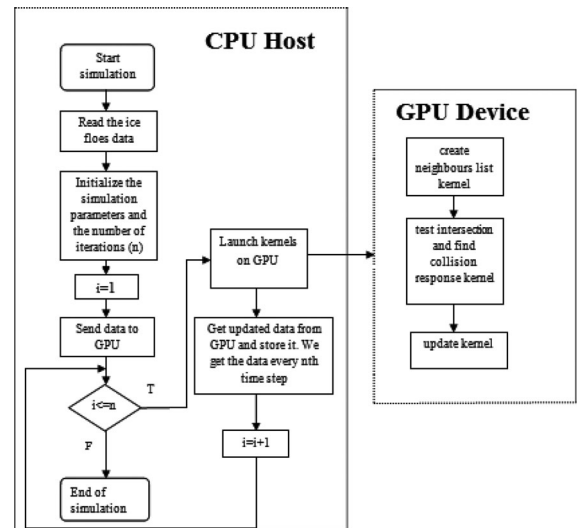 CPU Host
Start
simulation
Read the ice
floes data
Initialize the
simulation
parameters and
the number of
iterations (n)
i=1
Send data to
GPU
i<=n
T
F
End of
simulation
Launch kernels
on GPU
Get updated data from
GPU and store it. We
get the data every nth
time step
i=i+1
GPU Device
create
neighbours list
kernel
test intersection
and find
collision
response kernel
update kernel